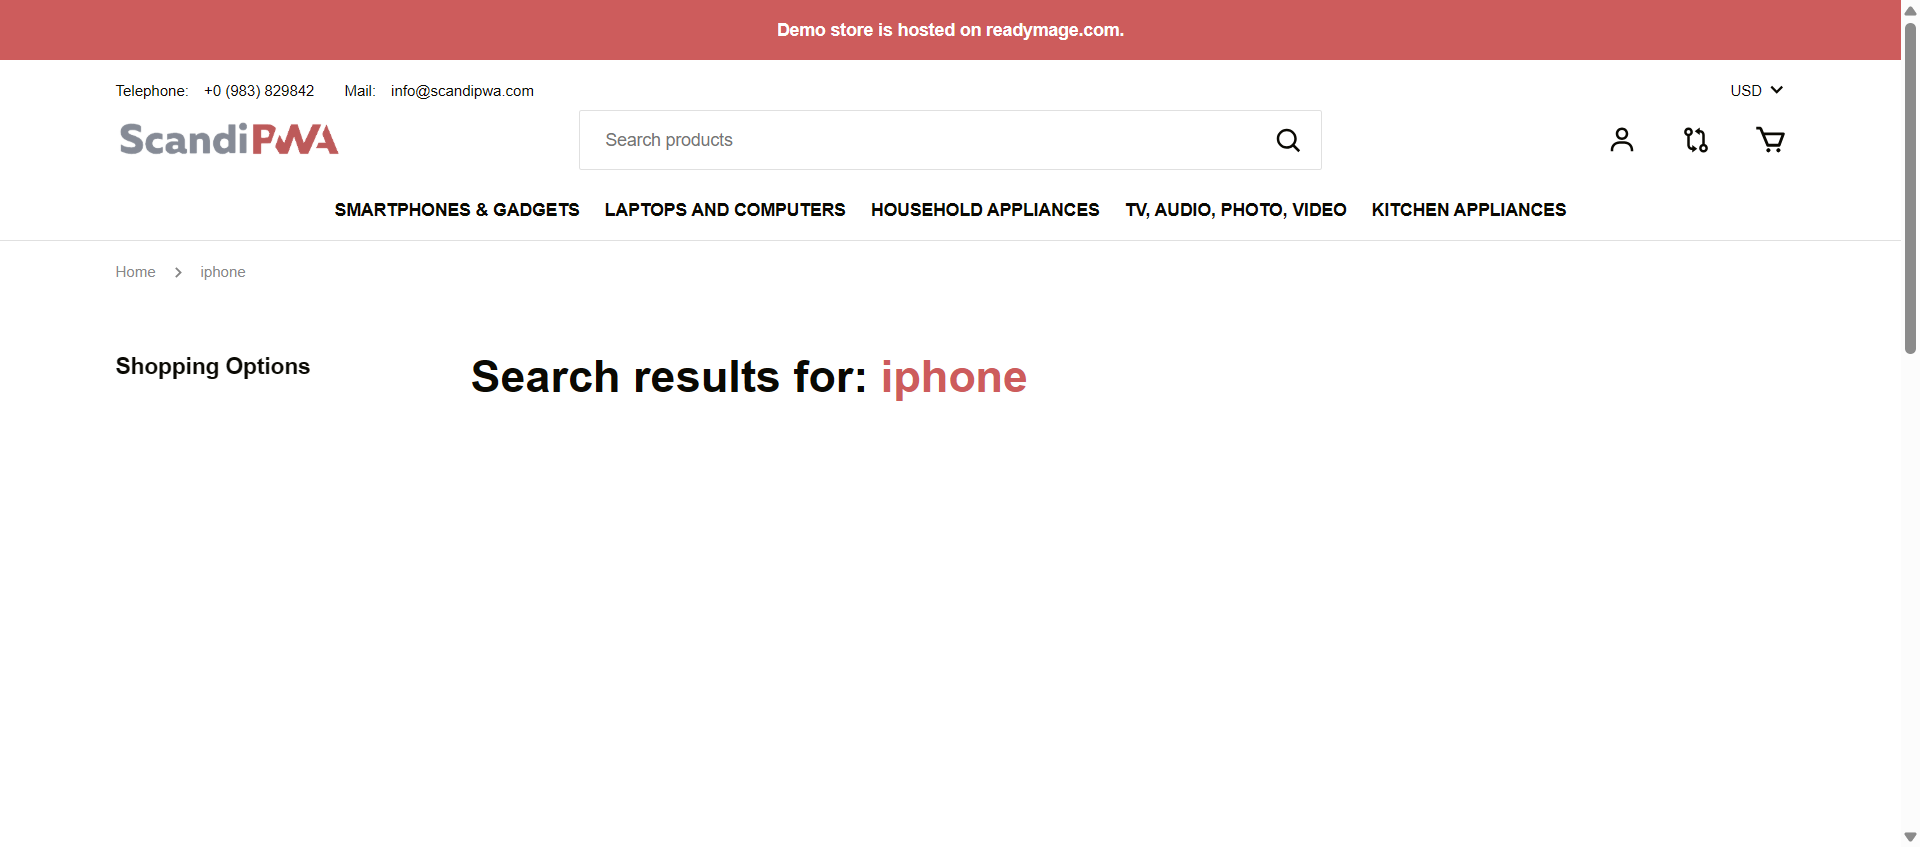 Demo store is hosted on readymage.com.
Telephone: +0 (983) 829842 Mail: info@scandipwa.com USD
ScandiPWA
Search products
SMARTPHONES & GADGETS LAPTOPS AND COMPUTERS HOUSEHOLD APPLIANCES TV, AUDIO, PHOTO, VIDEO KITCHEN APPLIANCES
Home iphone
Shopping Options
Search results for: iphone